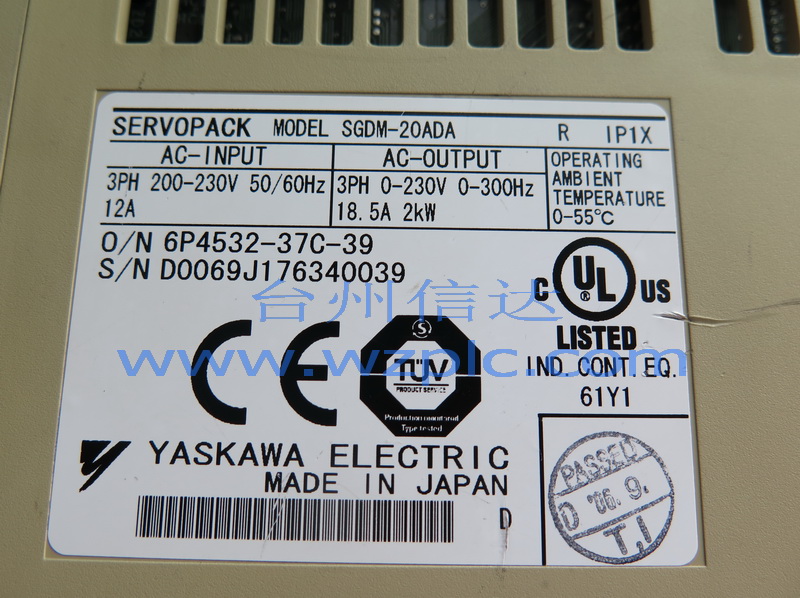 SERVOPACK MODEL SGDM-20ADA R IP1X
AC-INPUT
3PH 200-230V 50/60Hz
12A
AC-OUTPUT
3PH 0-230V 0-300Hz
18.5A 2kW
OPERATING
AMBIENT
TEMPERATURE
0-55℃
O/N 6P4532-37C-39
S/N D0069J176340039
台州信达
www.wzplc.com
CE
S
TÜV
PRODUCT SERVICE
Production monitored
Type tested
C UL US
®
LISTED
IND. CONT. EQ.
61Y1
YASKAWA ELECTRIC
MADE IN JAPAN
D
PASSED
D '06. 9.
T,I